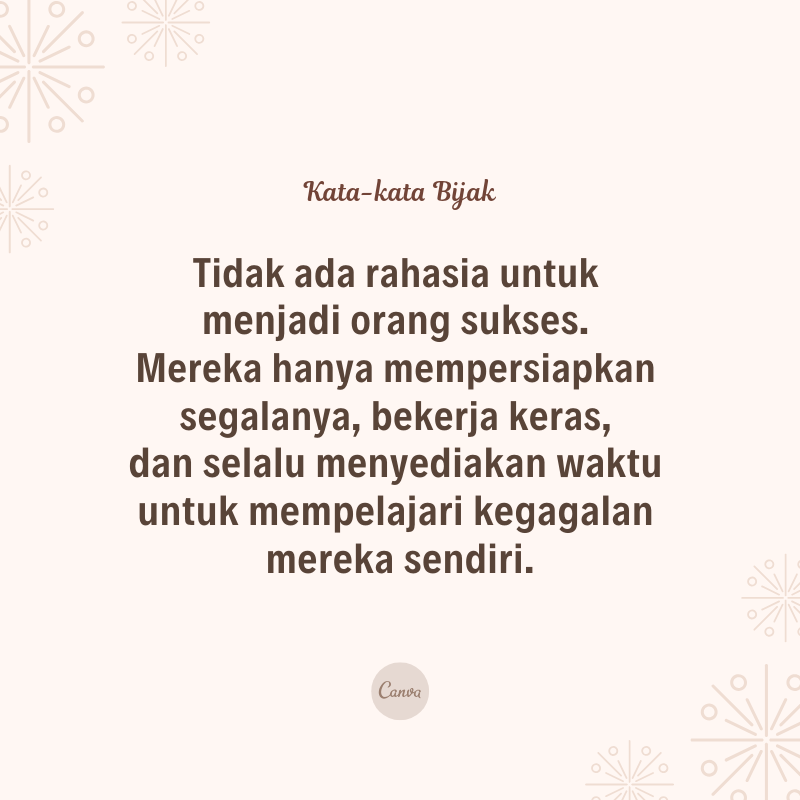 Kata-kata Bijak
Tidak ada rahasia untuk
menjadi orang sukses.
Mereka hanya mempersiapkan
segalanya, bekerja keras,
dan selalu menyediakan waktu
untuk mempelajari kegagalan
mereka sendiri.
Canva